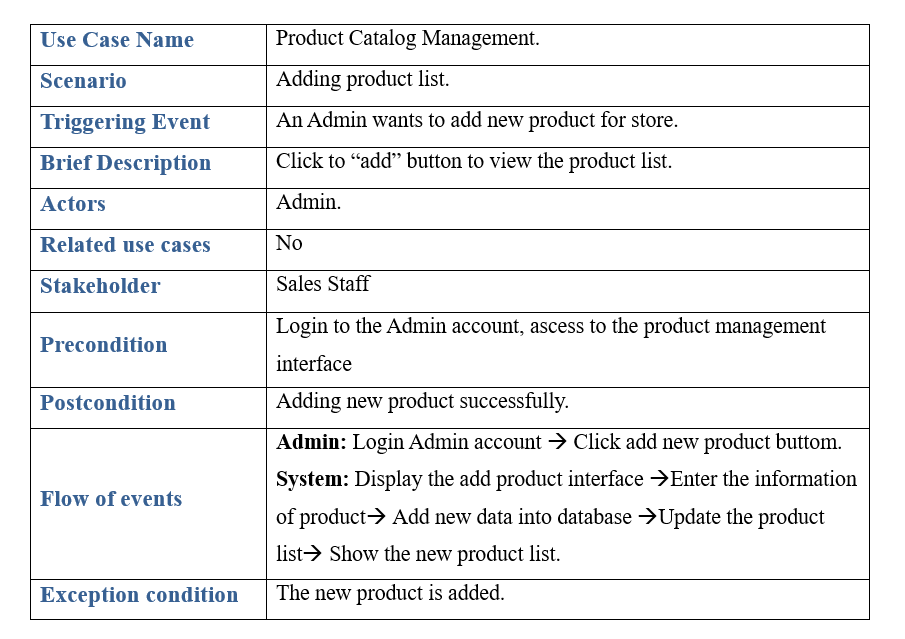 Use Case Name
Product Catalog Management.
Scenario
Adding product list.
Triggering Event
An Admin wants to add new product for store.
Brief Description
Click to “add” button to view the product list.
Actors
Admin.
Related use cases
No
Stakeholder
Sales Staff
Precondition
Login to the Admin account, ascess to the product management
interface
Postcondition
Adding new product successfully.
Flow of events
Admin: Login Admin account → Click add new product buttom.
System: Display the add product interface →Enter the information
of product→ Add new data into database →Update the product
list→ Show the new product list.
Exception condition
The new product is added.